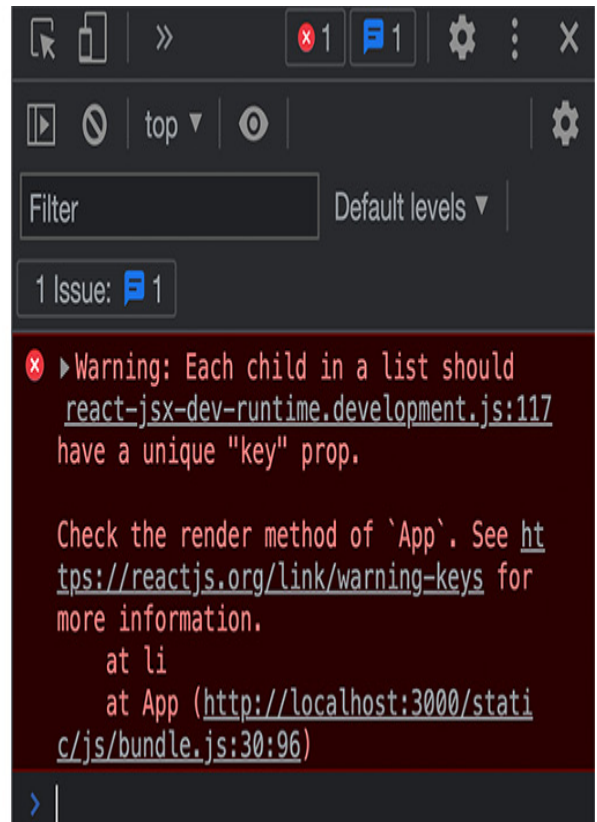 1 1
top
Filter Default levels
1 Issue: 1
Warning: Each child in a list should
react-jsx-dev-runtime.development.js:117
have a unique "key" prop.
Check the render method of `App`. See ht
tps://reactjs.org/link/warning-keys for
more information.
at li
at App (http://localhost:3000/stati
c/js/bundle.js:30:96)